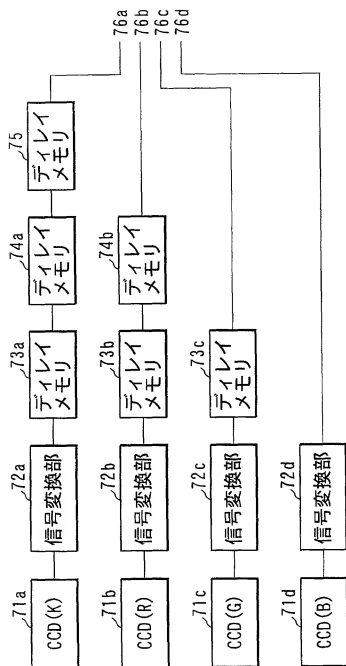 71a
CCD(K)
72a
信号変換部
73a
ディレイ
メモリ
74a
ディレイ
メモリ
75
ディレイ
メモリ
76a
71b
CCD(R)
72b
信号変換部
73b
ディレイ
メモリ
74b
ディレイ
メモリ
76b
71c
CCD(G)
72c
信号変換部
73c
ディレイ
メモリ
76c
71d
CCD(B)
72d
信号変換部
76d